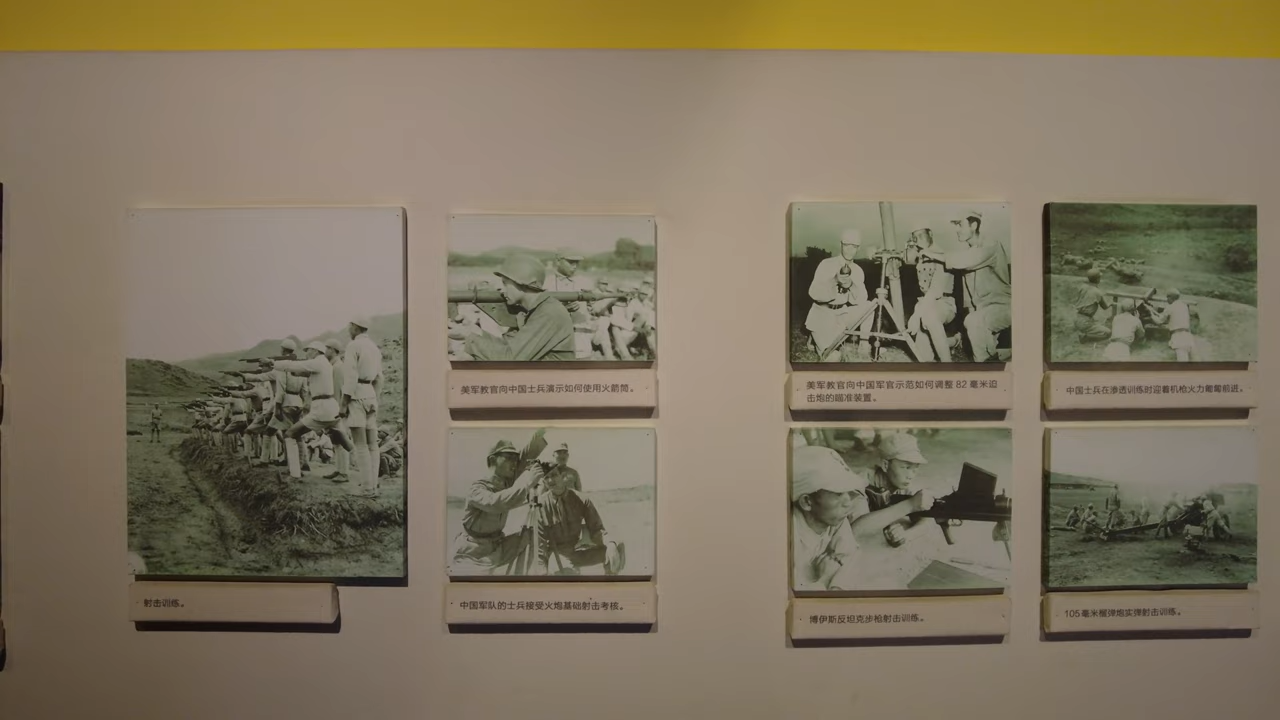 射击训练。
美军教官向中国士兵演示如何使用火箭筒。
中国军队的士兵接受火炮基础射击考核。
美军教官向中国军官示范如何调整82毫米迫
击炮的瞄准装置。
博伊斯反坦克步枪射击训练。
中国士兵在渗透训练时迎着机枪火力匍匐前进。
105毫米榴弹炮实弹射击训练。